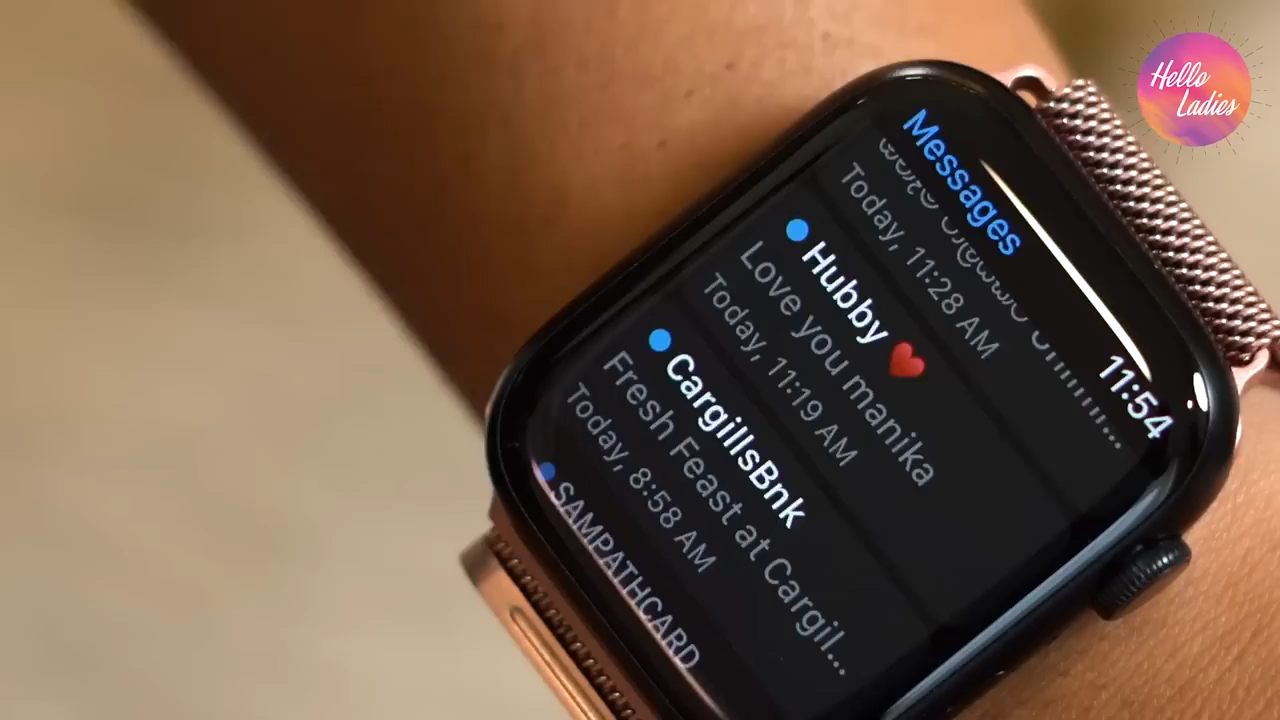 Hello
Ladies
Messages
11:54
Today, 11:28 AM
Hubby ❤️
Love you manika
Today, 11:19 AM
CargillsBnk
Fresh Feast at Cargil...
Today, 8:58 AM
SAMPATHCARD